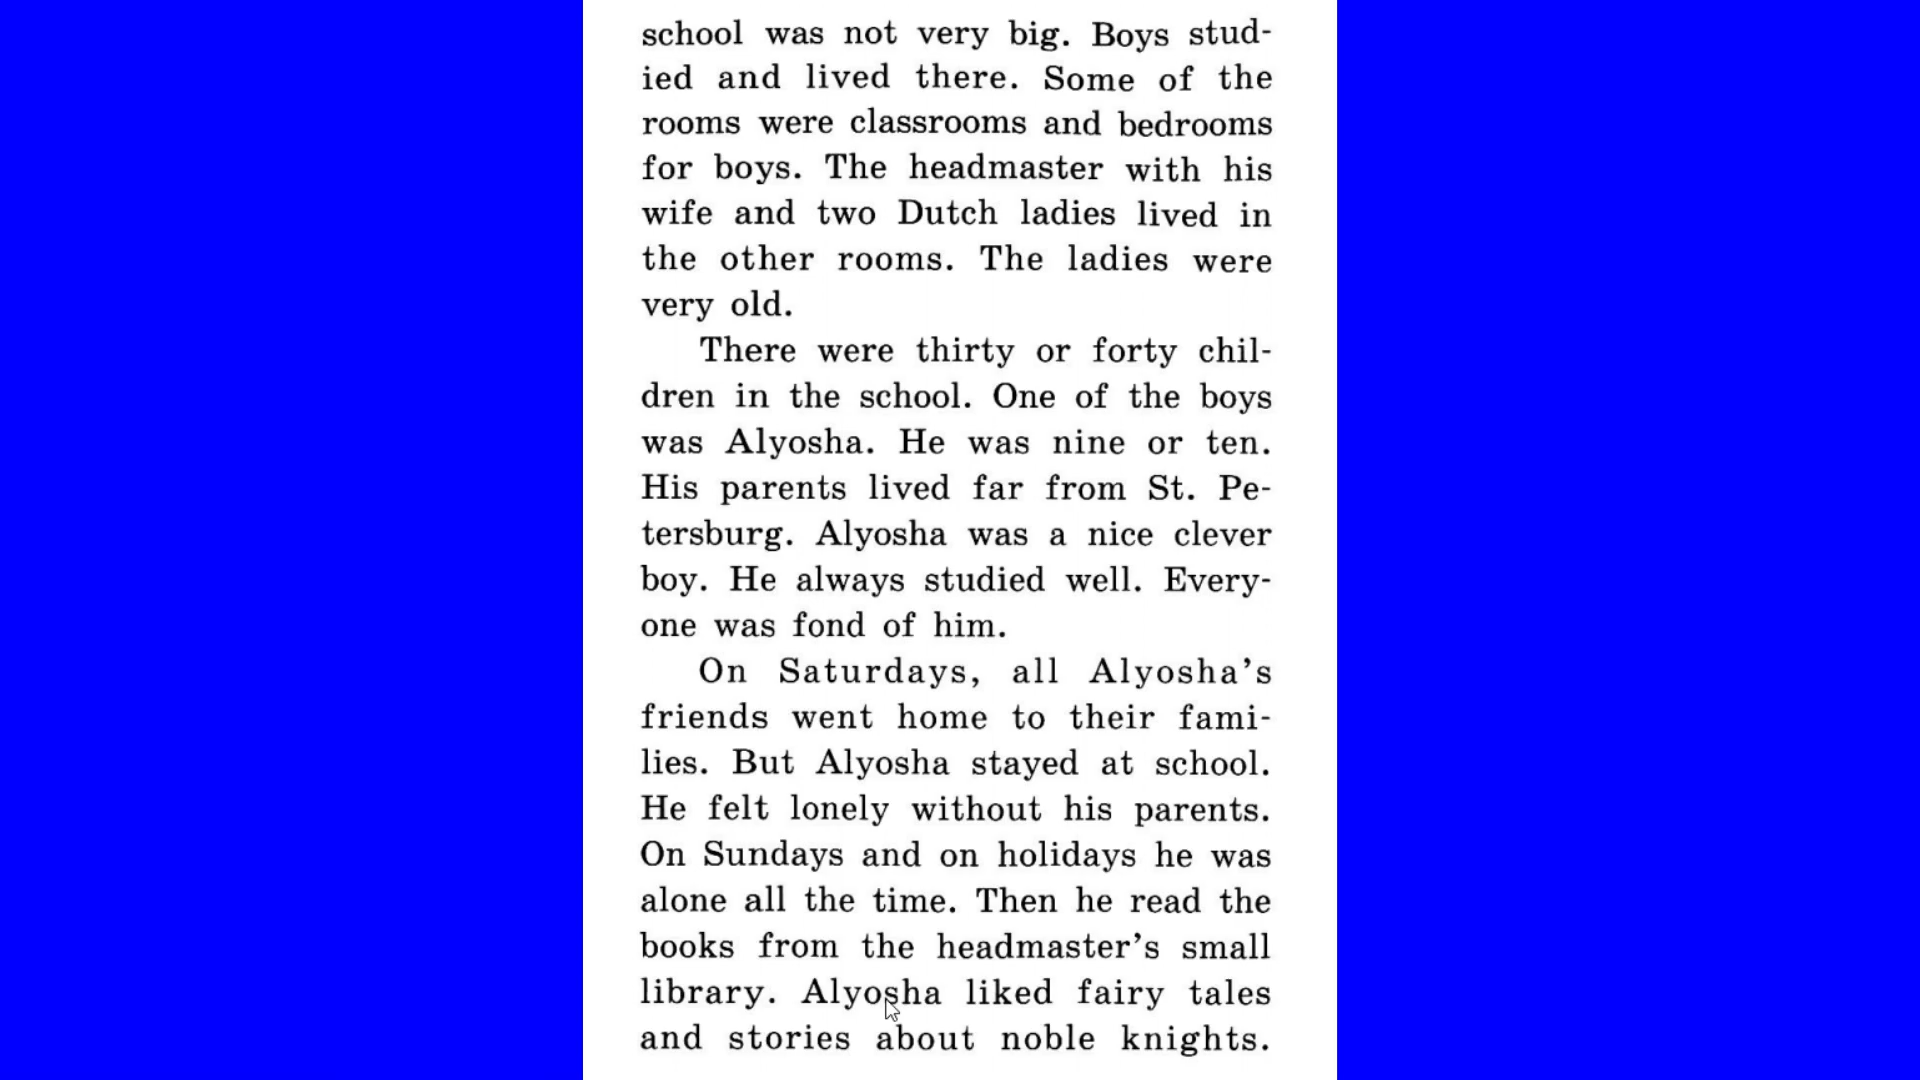 school was not very big. Boys stud-
ied and lived there. Some of the
rooms were classrooms and bedrooms
for boys. The headmaster with his
wife and two Dutch ladies lived in
the other rooms. The ladies were
very old.
There were thirty or forty chil-
dren in the school. One of the boys
was Alyosha. He was nine or ten.
His parents lived far from St. Pe-
tersburg. Alyosha was a nice clever
boy. He always studied well. Every-
one was fond of him.
On Saturdays, all Alyosha’s
friends went home to their fami-
lies. But Alyosha stayed at school.
He felt lonely without his parents.
On Sundays and on holidays he was
alone all the time. Then he read the
books from the headmaster’s small
library. Alyosha liked fairy tales
and stories about noble knights.